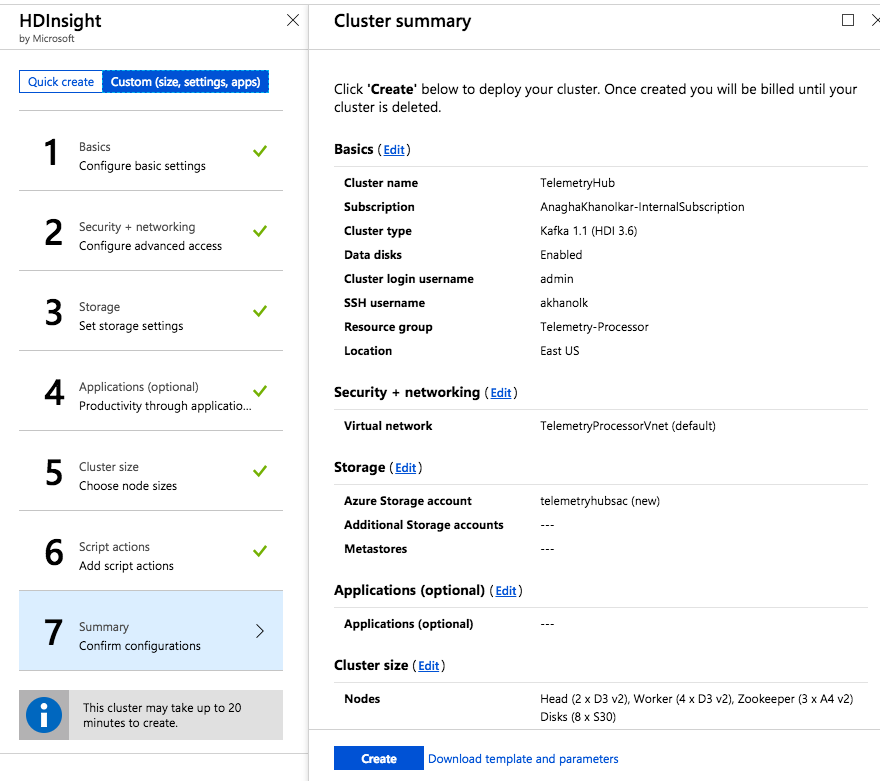 HDInsight
by Microsoft
Quick create
Custom (size, settings, apps)
1
Basics
Configure basic settings
2
Security + networking
Configure advanced access
3
Storage
Set storage settings
4
Applications (optional)
Productivity through applicatio...
5
Cluster size
Choose node sizes
6
Script actions
Add script actions
7
Summary
Confirm configurations
This cluster may take up to 20
minutes to create.
Cluster summary
Click 'Create' below to deploy your cluster. Once created you will be billed until your
cluster is deleted.
Basics (Edit)
Cluster name TelemetryHub
Subscription AnaghaKhanolkar-InternalSubscription
Cluster type Kafka 1.1 (HDI 3.6)
Data disks Enabled
Cluster login username admin
SSH username akhanolk
Resource group Telemetry-Processor
Location East US
Security + networking (Edit)
Virtual network TelemetryProcessorVnet (default)
Storage (Edit)
Azure Storage account telemetryhubsac (new)
Additional Storage accounts ---
Metastores ---
Applications (optional) (Edit)
Applications (optional) ---
Cluster size (Edit)
Nodes Head (2 x D3 v2), Worker (4 x D3 v2), Zookeeper (3 x A4 v2)
Disks (8 x S30)
Create Download template and parameters